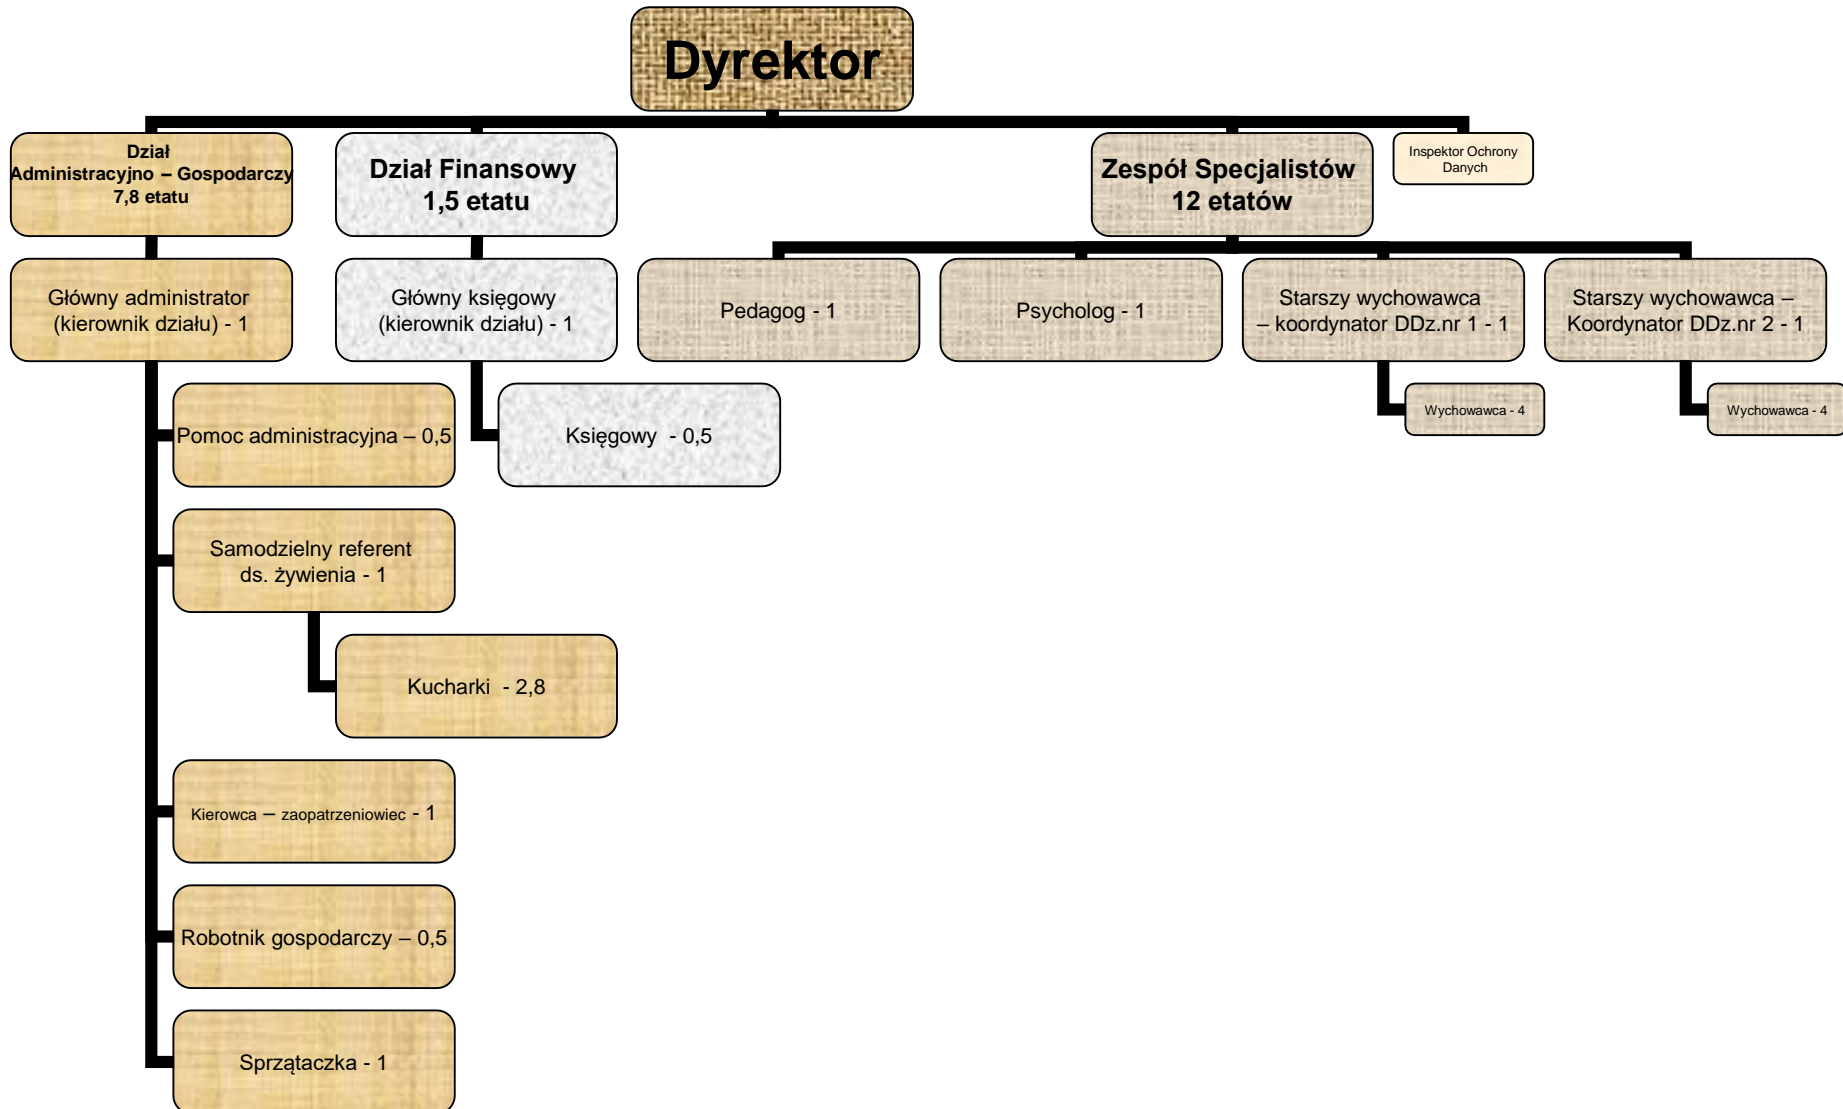 Dyrektor
Dział
Administracyjno – Gospodarczy
7,8 etatu
Dział Finansowy
1,5 etatu
Zespół Specjalistów
12 etatów
Inspektor Ochrony
Danych
Główny administrator
(kierownik działu) - 1
Główny księgowy
(kierownik działu) - 1
Pedagog - 1
Psycholog - 1
Starszy wychowawca
– koordynator DDz.nr 1 - 1
Starszy wychowawca –
Koordynator DDz.nr 2 - 1
Pomoc administracyjna – 0,5
Księgowy - 0,5
Wychowawca - 4
Wychowawca - 4
Samodzielny referent
ds. żywienia - 1
Kucharki - 2,8
Kierowca – zaopatrzeniowiec - 1
Robotnik gospodarczy – 0,5
Sprzątaczka - 1